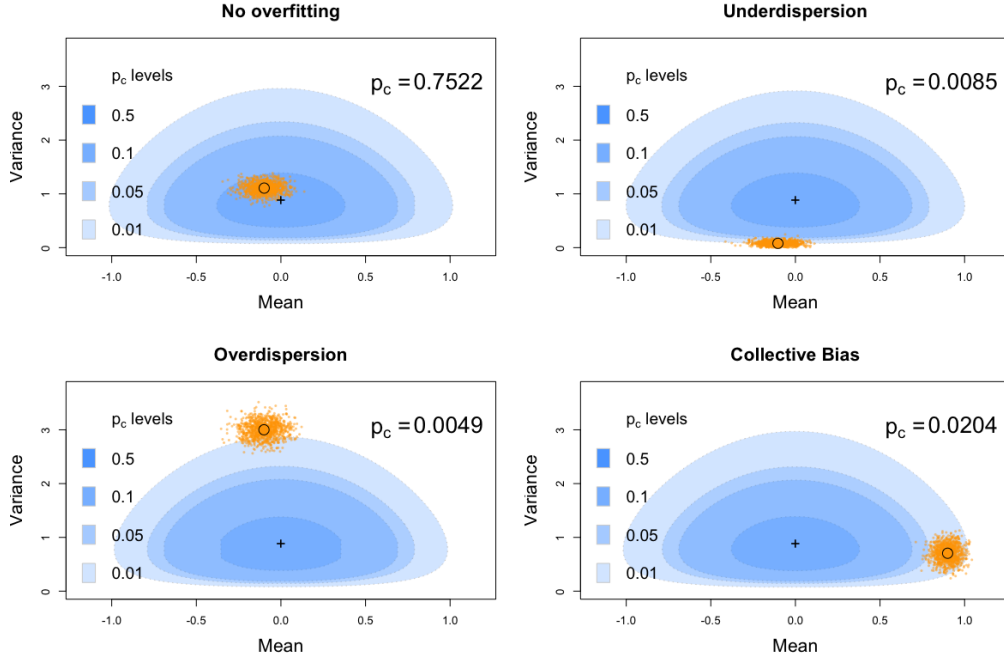 No overfitting
p_c levels
p_c = 0.7522
0.5
0.1
0.05
0.01
Variance
0
1
2
3
-1.0
-0.5
0.0
0.5
1.0
Mean
Underdispersion
p_c levels
p_c = 0.0085
0.5
0.1
0.05
0.01
Variance
0
1
2
3
-1.0
-0.5
0.0
0.5
1.0
Mean
Overdispersion
p_c levels
p_c = 0.0049
0.5
0.1
0.05
0.01
Variance
0
1
2
3
-1.0
-0.5
0.0
0.5
1.0
Mean
Collective Bias
p_c levels
p_c = 0.0204
0.5
0.1
0.05
0.01
Variance
0
1
2
3
-1.0
-0.5
0.0
0.5
1.0
Mean